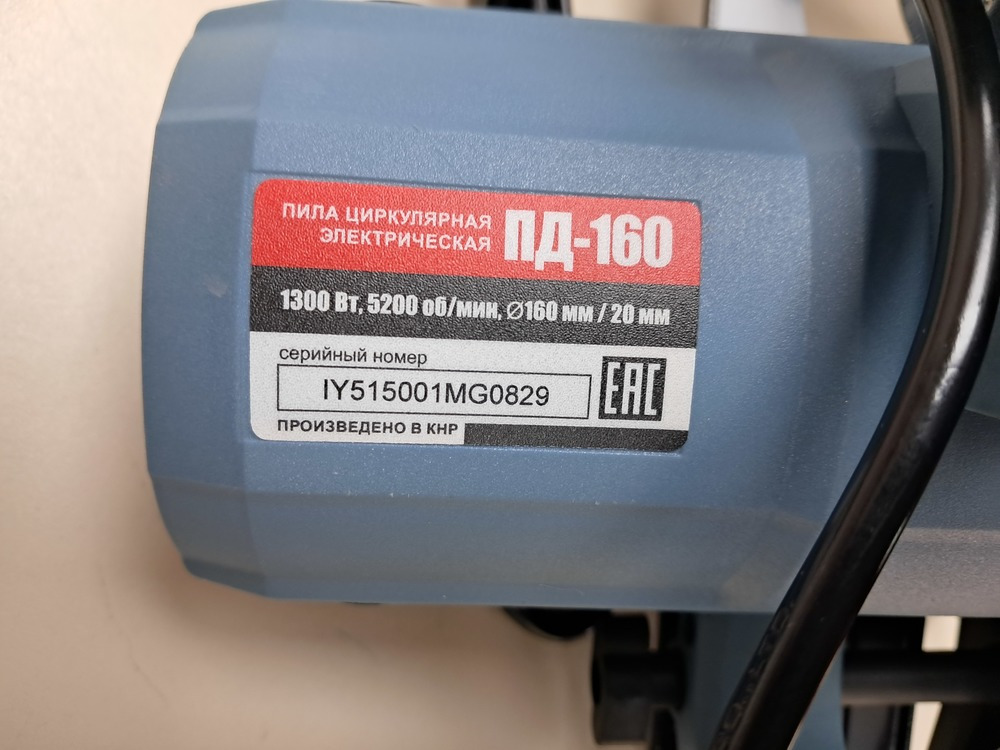 ПИЛА ЦИРКУЛЯРНАЯ
ЭЛЕКТРИЧЕСКАЯ
ПД-160
1300 Вт, 5200 об/мин, ∅160 мм / 20 мм
серийный номер
IY515001MG0829
EAC
ПРОИЗВЕДЕНО В КНР